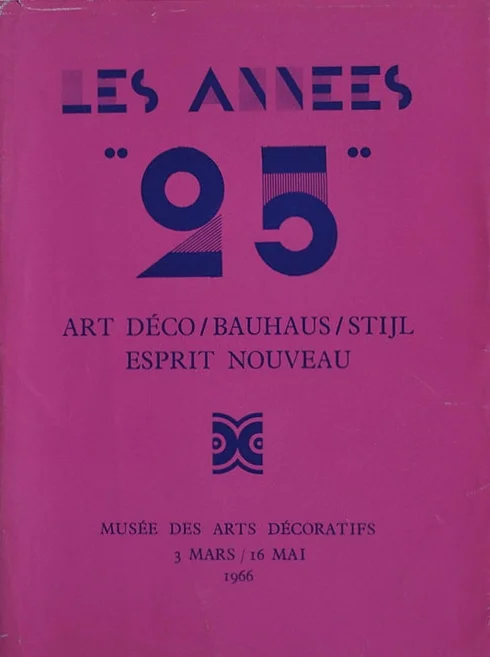 LES ANNEES
"25"
ART DÉCO/BAUHAUS/STIJL
ESPRIT NOUVEAU
MUSÉE DES ARTS DÉCORATIFS
3 MARS / 16 MAI
1966